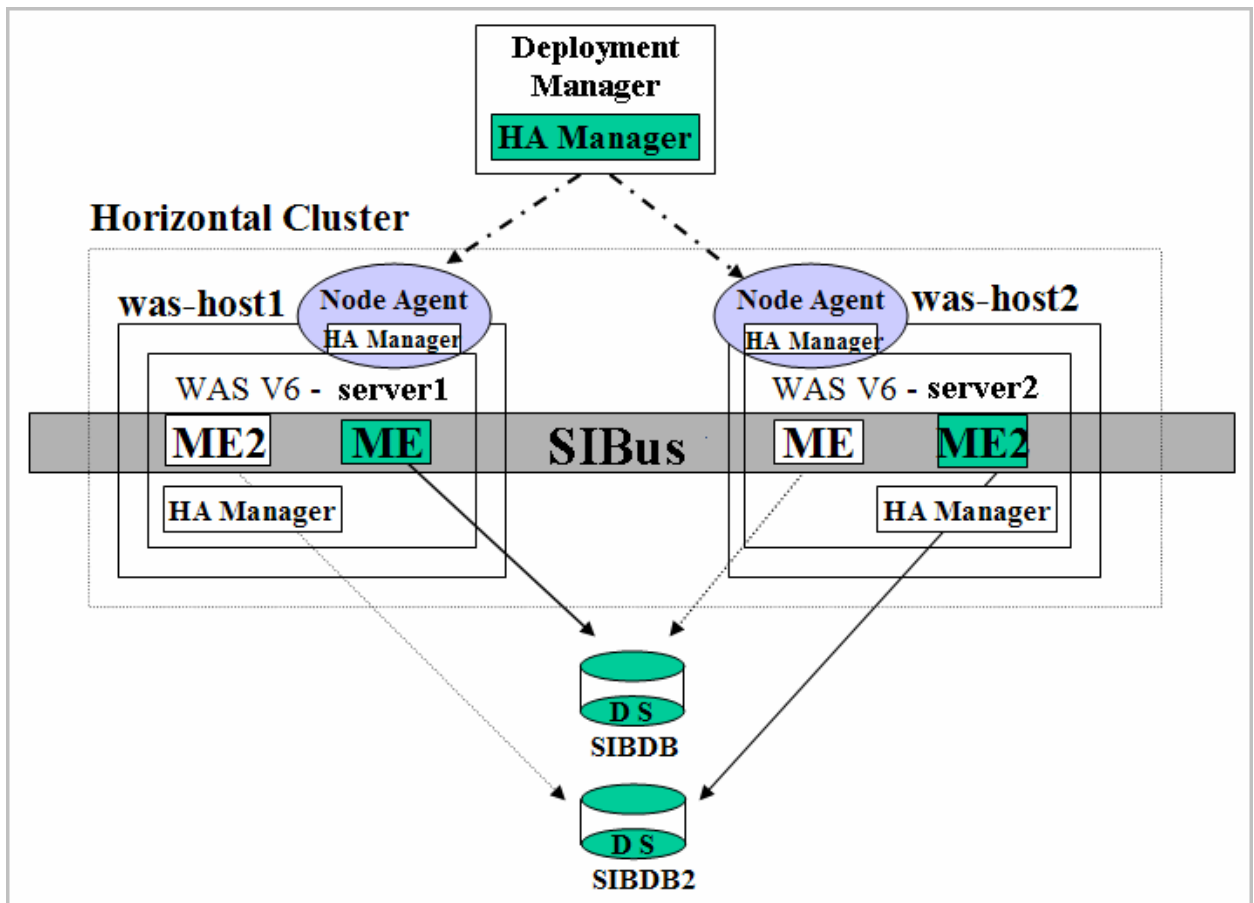 Deployment
Manager
HA Manager
Horizontal Cluster
was-host1
Node Agent
HA Manager
Node Agent
HA Manager
was-host2
WAS V6 - server1
WAS V6 - server2
ME2
ME
SIBus
ME
ME2
HA Manager
HA Manager
D S
SIBDB
D S
SIBDB2